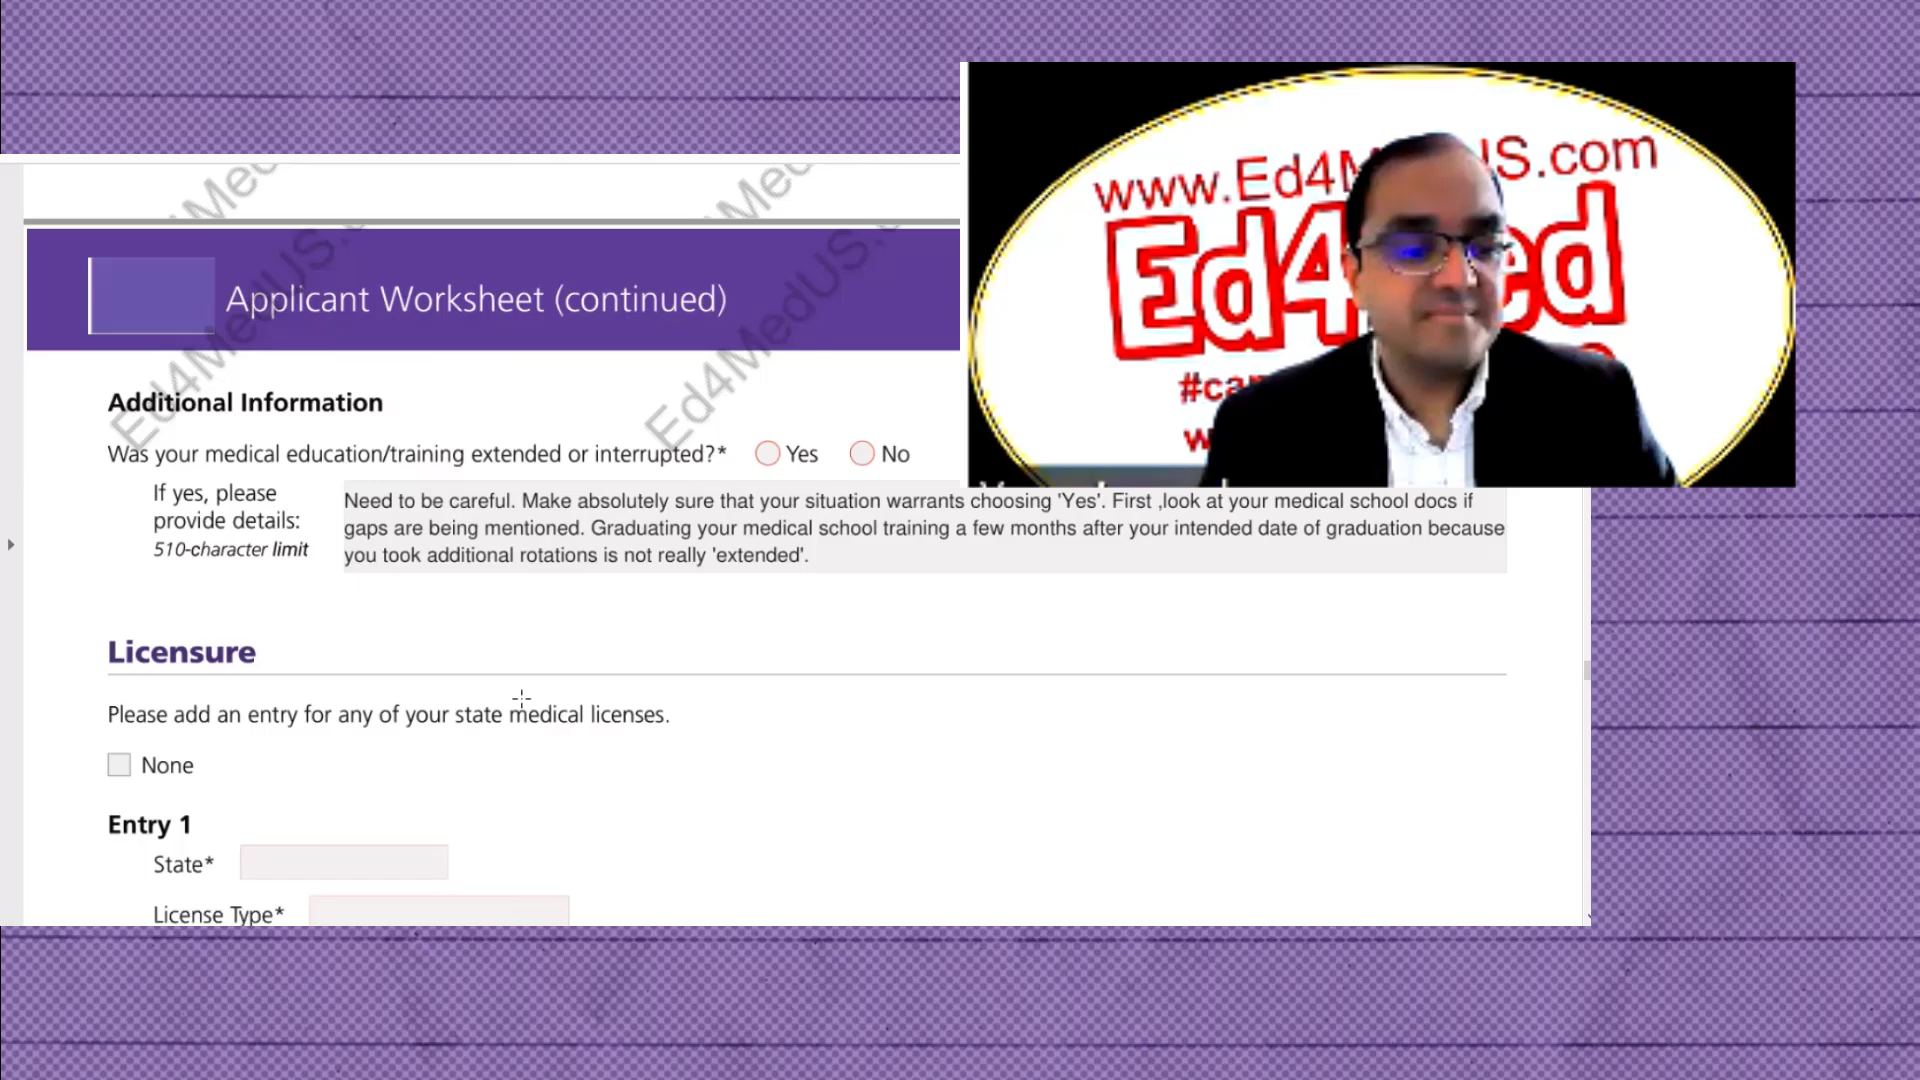 Ed4MedUS.com
Applicant Worksheet (continued)
Additional Information
Was your medical education/training extended or interrupted?* Yes No
If yes, please
provide details:
510-character limit
Need to be careful. Make absolutely sure that your situation warrants choosing 'Yes'. First ,look at your medical school docs if
gaps are being mentioned. Graduating your medical school training a few months after your intended date of graduation because
you took additional rotations is not really 'extended'.
Licensure
Please add an entry for any of your state medical licenses.
None
Entry 1
State*
License Type*